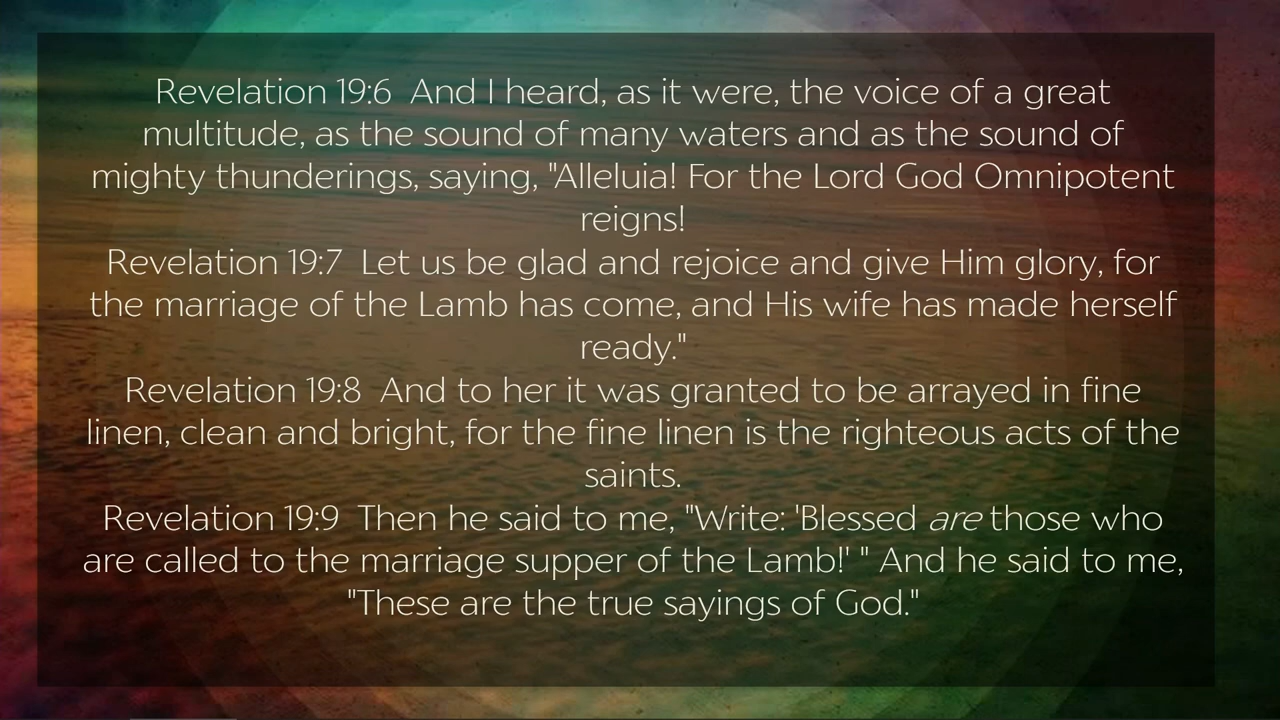 Revelation 19:6  And I heard, as it were, the voice of a great
multitude, as the sound of many waters and as the sound of
mighty thunderings, saying, "Alleluia! For the Lord God Omnipotent
reigns!
Revelation 19:7  Let us be glad and rejoice and give Him glory, for
the marriage of the Lamb has come, and His wife has made herself
ready."
Revelation 19:8  And to her it was granted to be arrayed in fine
linen, clean and bright, for the fine linen is the righteous acts of the
saints.
Revelation 19:9  Then he said to me, "Write: 'Blessed are those who
are called to the marriage supper of the Lamb!' " And he said to me,
"These are the true sayings of God."